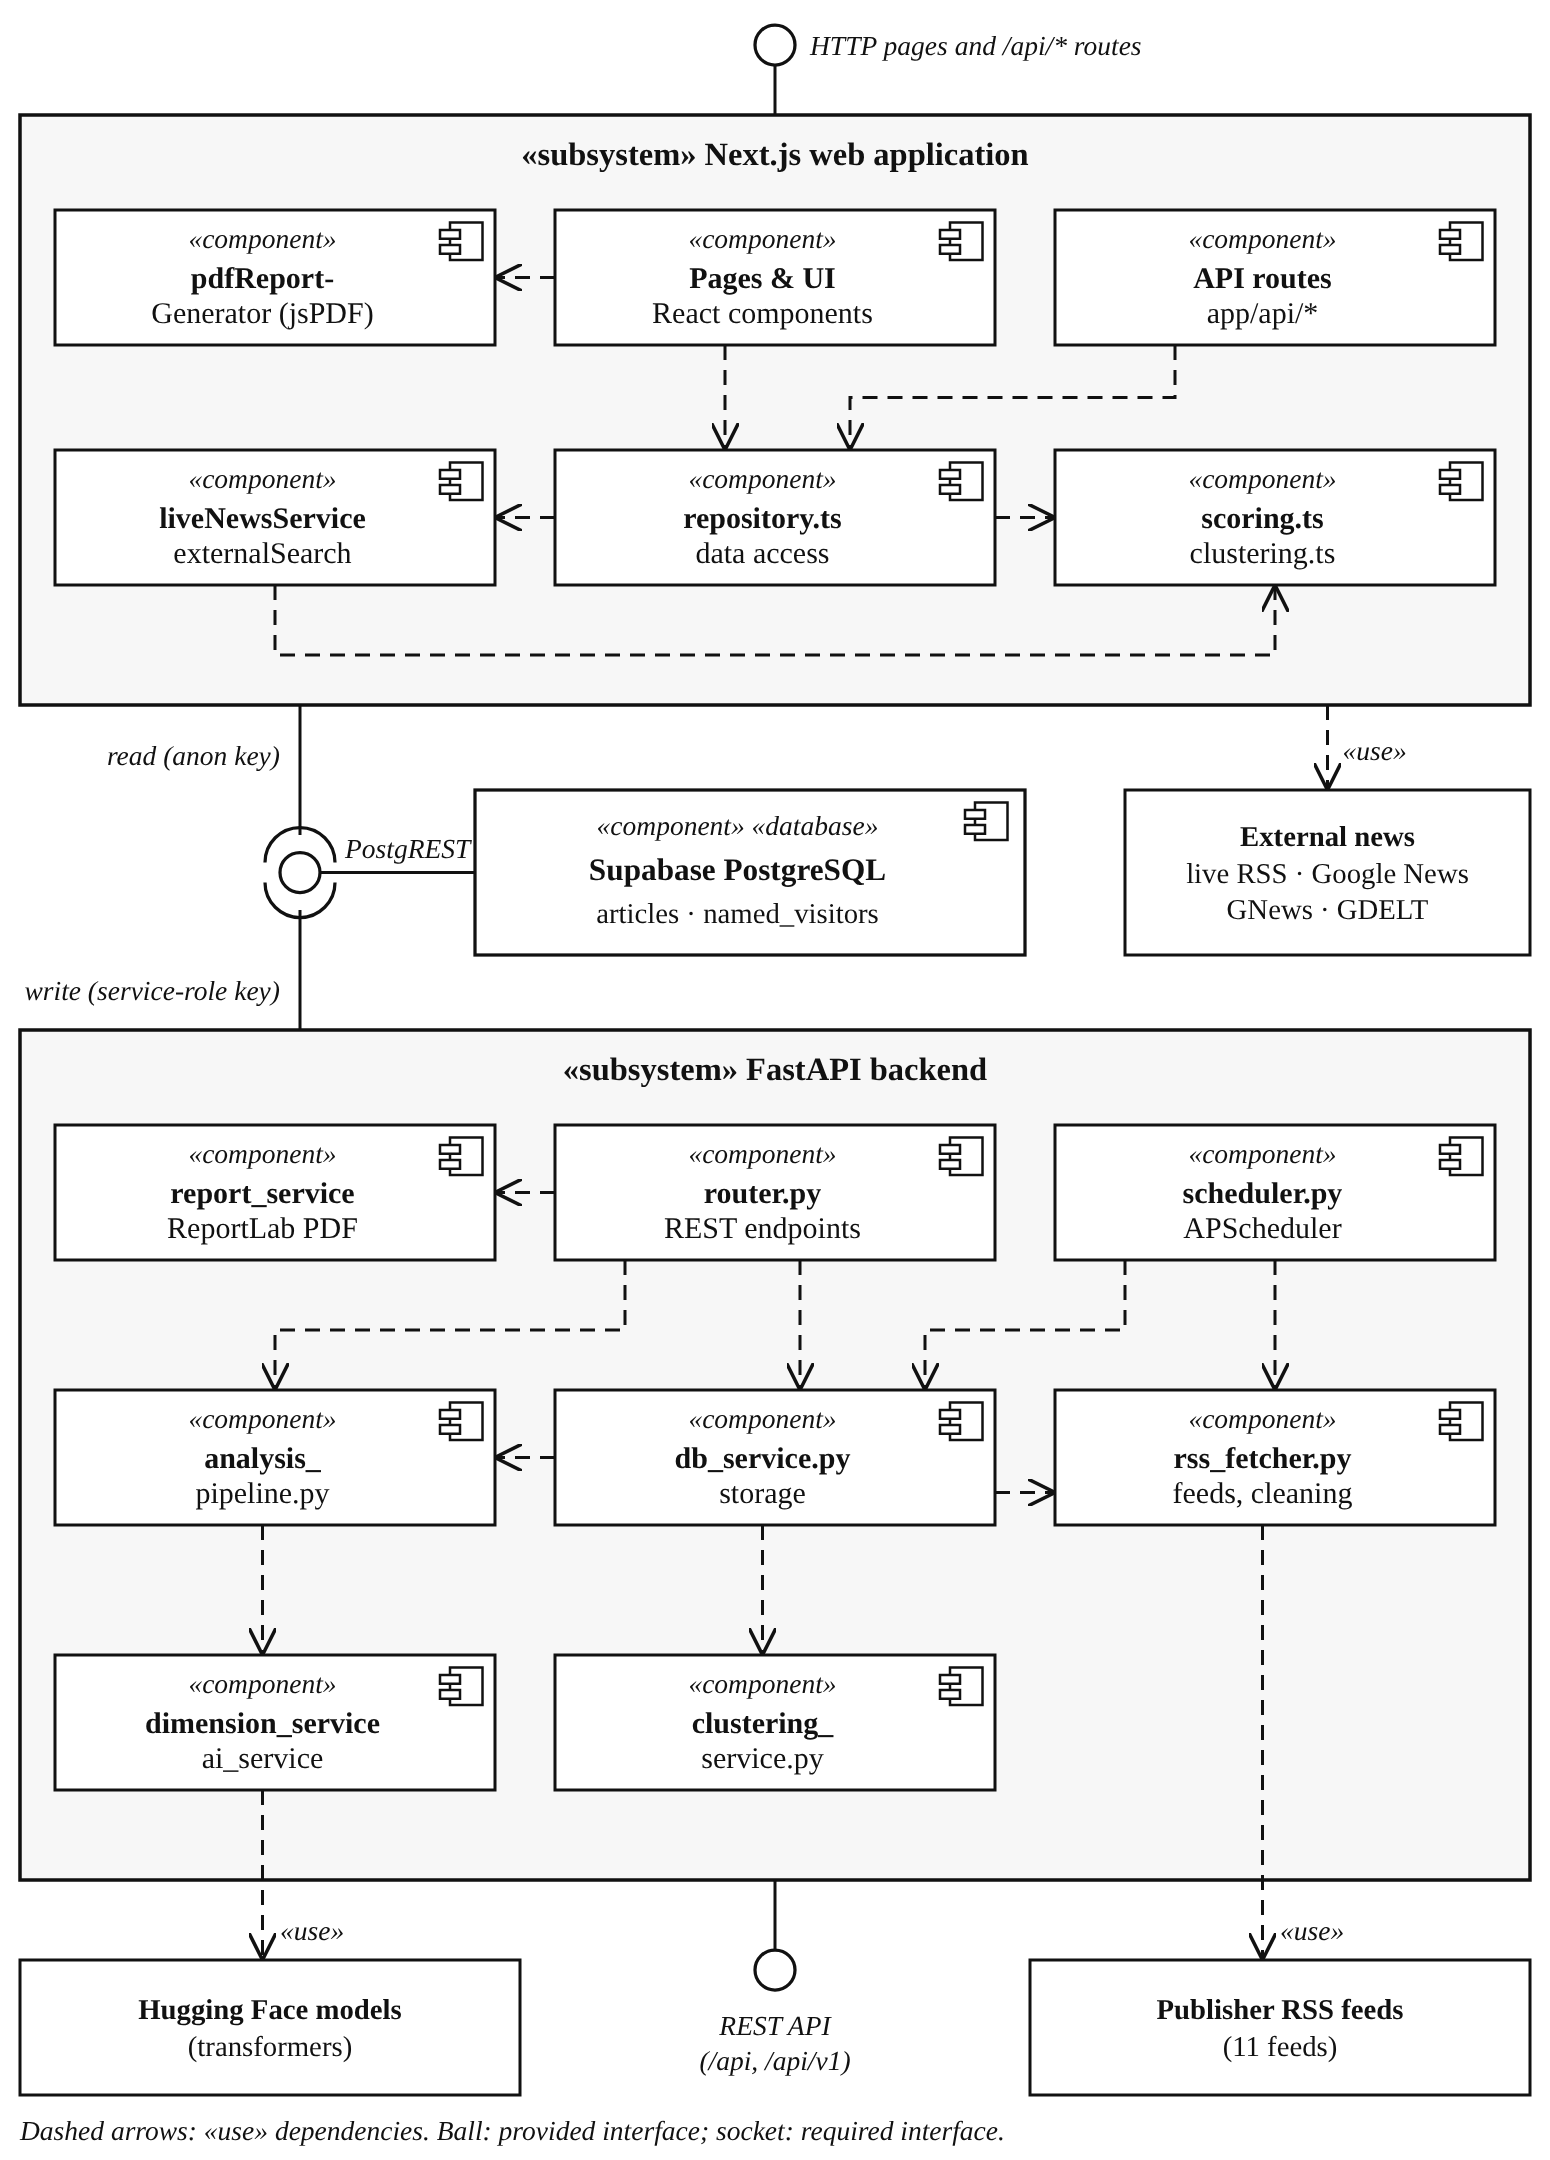 HTTP pages and /api/* routes
«subsystem» Next.js web application
«component»
pdfReport-
Generator (jsPDF)
«component»
Pages & UI
React components
«component»
API routes
app/api/*
«component»
liveNewsService
externalSearch
«component»
repository.ts
data access
«component»
scoring.ts
clustering.ts
read (anon key)
«use»
PostgREST
«component» «database»
Supabase PostgreSQL
articles · named_visitors
External news
live RSS · Google News
GNews · GDELT
write (service-role key)
«subsystem» FastAPI backend
«component»
report_service
ReportLab PDF
«component»
router.py
REST endpoints
«component»
scheduler.py
APScheduler
«component»
analysis_
pipeline.py
«component»
db_service.py
storage
«component»
rss_fetcher.py
feeds, cleaning
«component»
dimension_service
ai_service
«component»
clustering_
service.py
«use»
«use»
Hugging Face models
(transformers)
REST API
(/api, /api/v1)
Publisher RSS feeds
(11 feeds)
Dashed arrows: «use» dependencies. Ball: provided interface; socket: required interface.